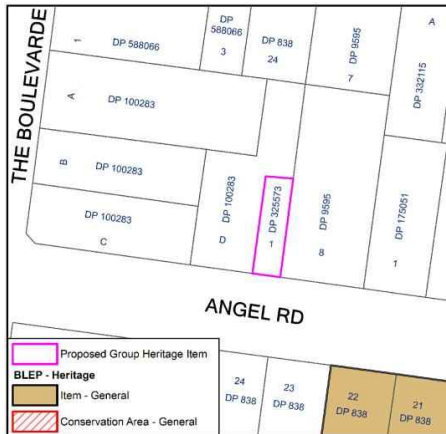 A
DP
588066
3
DP 838
24
1
DP 588066
DP 9595
7
DP 332115
THE BOULEVARDE
A
DP 100283
B
DP 100283
DP 100283
C
DP 100283
D
DP 325573
1
DP 9595
8
DP 175051
1
ANGEL RD
Proposed Group Heritage Item
BLEP - Heritage
Item - General
Conservation Area - General
24
DP 838
23
DP 838
22
DP 838
21
DP 838